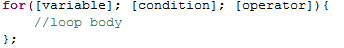 for([variable]; [condition]; [operator]){
//loop body
};